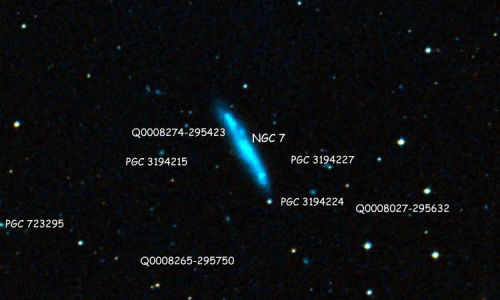 Q0008274-295423
NGC 7
PGC 3194215
PGC 3194227
PGC 3194224
Q0008027-295632
PGC 723295
Q0008265-295750